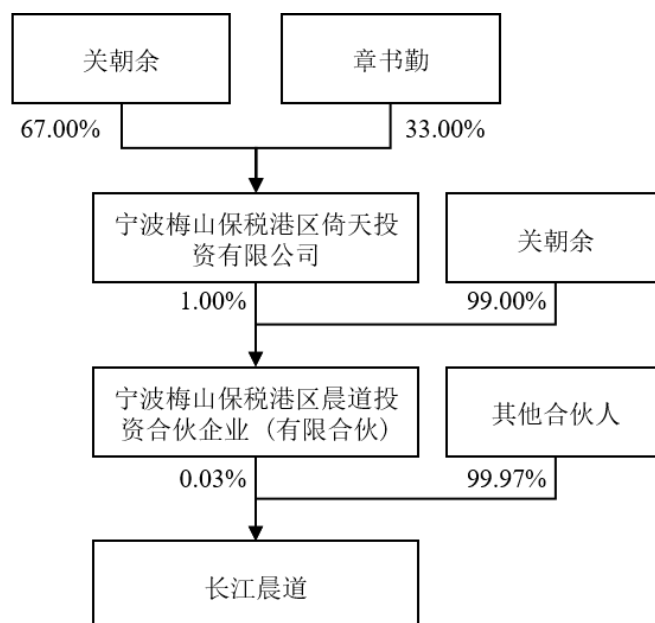 关朝余
章书勤
67.00%
33.00%
宁波梅山保税港区倚天投
资有限公司
关朝余
1.00%
99.00%
宁波梅山保税港区晨道投
资合伙企业（有限合伙）
其他合伙人
0.03%
99.97%
长江晨道